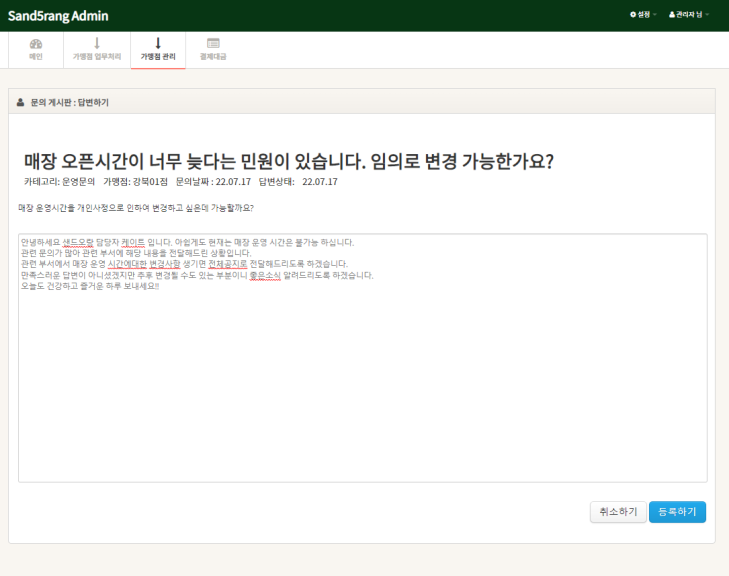 Sand5rang Admin
설정
관리자 님
메인
가맹점 업무처리
가맹점 관리
결제대금
문의 게시판 : 답변하기
매장 오픈시간이 너무 늦다는 민원이 있습니다. 임의로 변경 가능한가요?
카테고리: 운영문의 가맹점: 강북01점 문의날짜 : 22.07.17 답변상태: 22.07.17
매장 운영시간을 개인사정으로 인하여 변경하고 싶은데 가능할까요?
안녕하세요 샌드오랑 담당자 케이트 입니다. 아쉽게도 현재는 매장 운영 시간은 불가능 하십니다.
관련 문의가 많아 관련 부서에 해당 내용을 전달해드린 상황입니다.
관련 부서에서 매장 운영 시간에대한 변경사항 생기면 전체공지로 전달해드리도록 하겠습니다.
만족스러운 답변이 아니셨겠지만 추후 변경될 수도 있는 부분이니 좋은소식 알려드리도록 하겠습니다.
오늘도 건강하고 즐거운 하루 보내세요!!
취소하기
등록하기